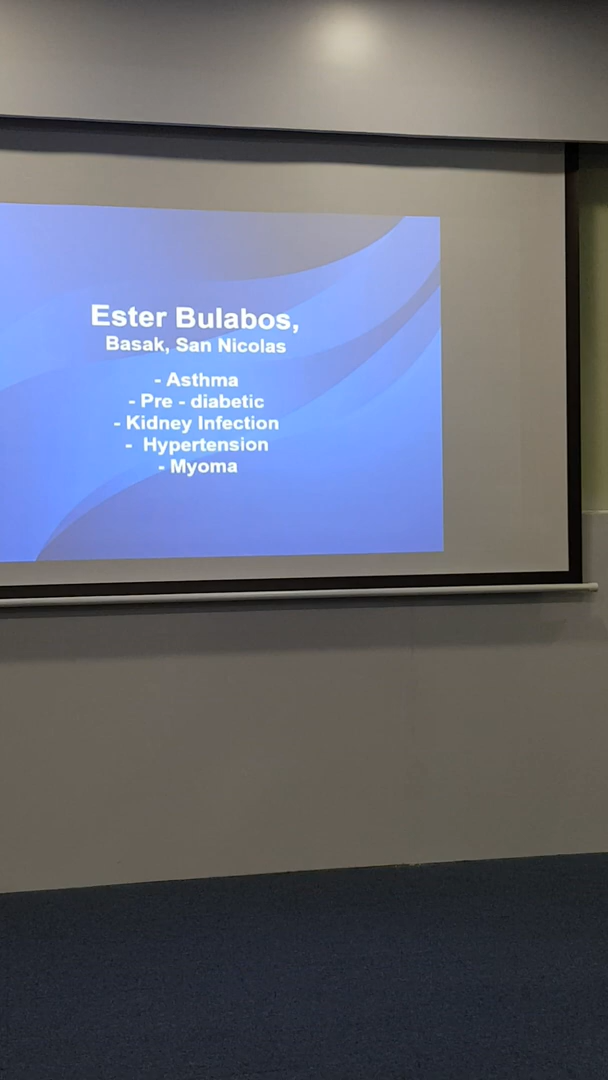 Ester Bulabos,
Basak, San Nicolas
- Asthma
- Pre - diabetic
- Kidney Infection
- Hypertension
- Myoma